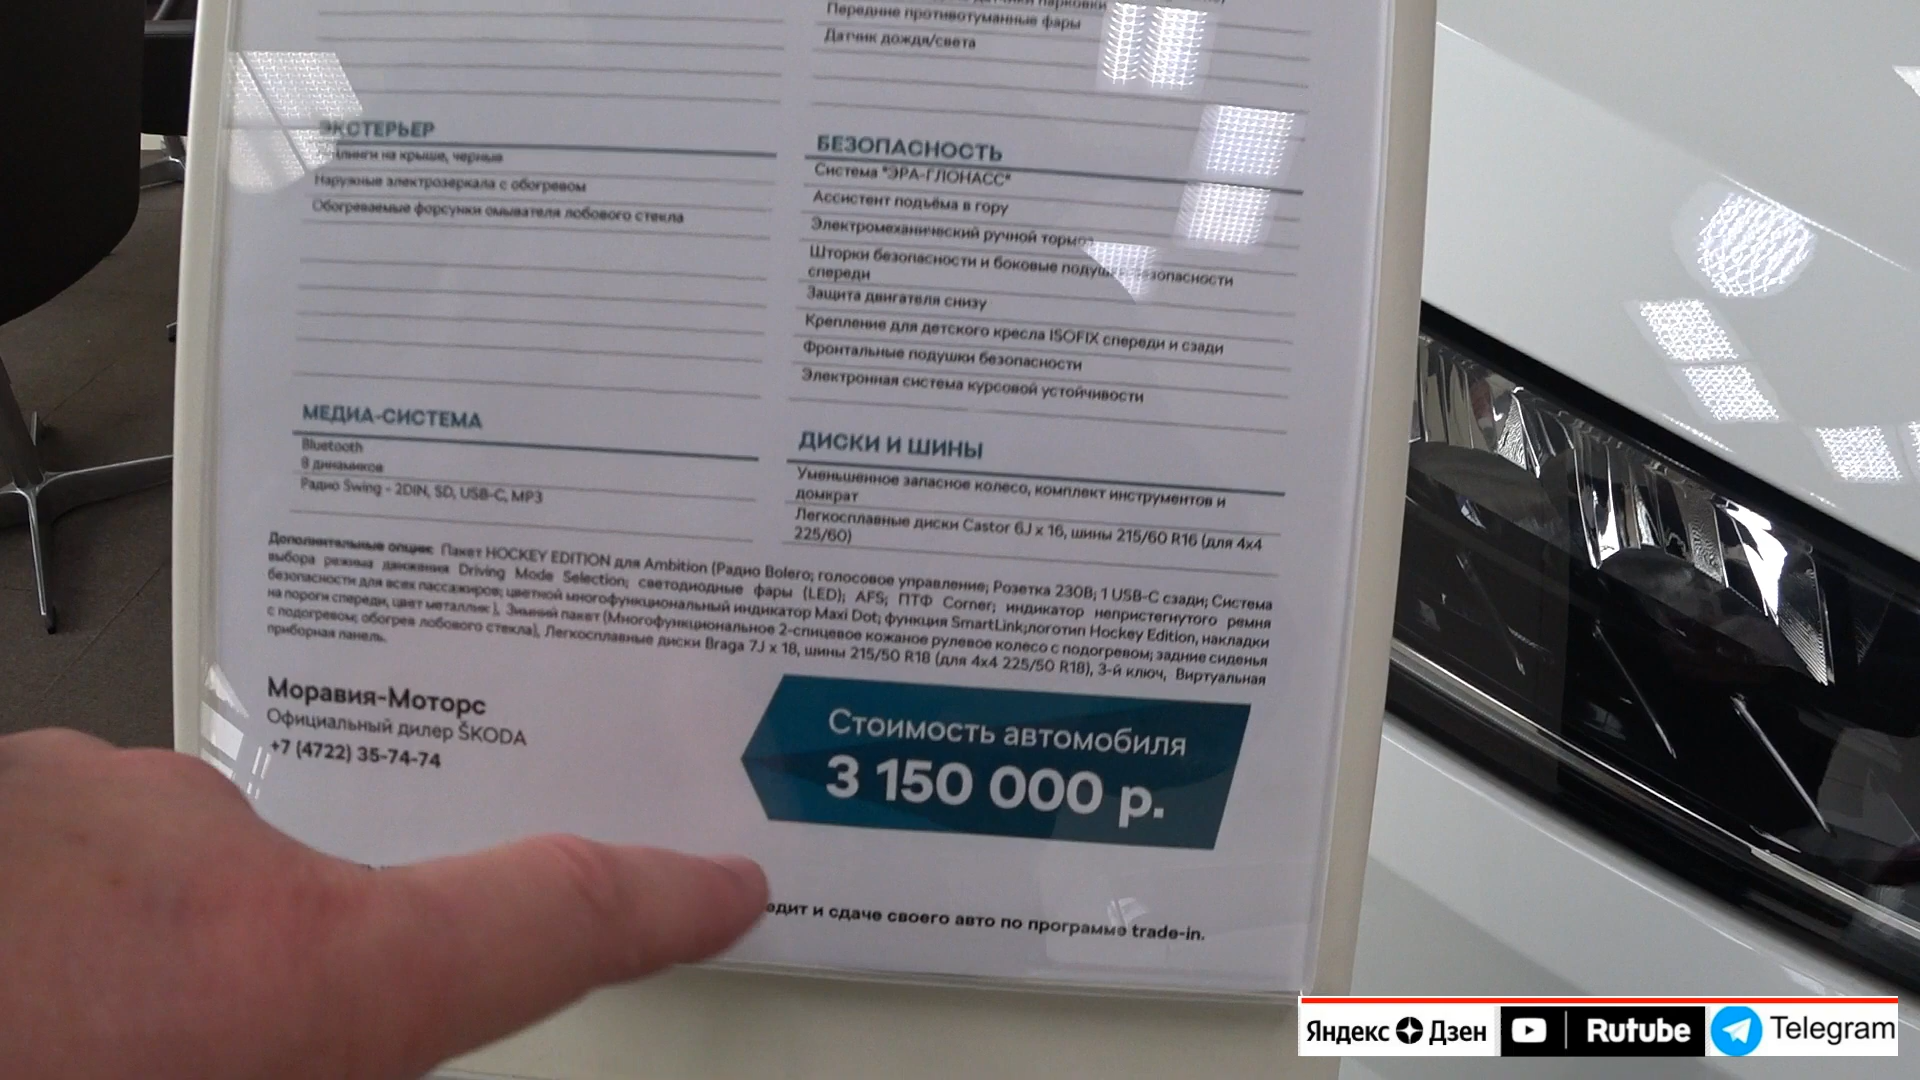 датчики парковки
Передние противотуманные фары
Датчик дождя/света
ЭКСТЕРЬЕР
на крыше, черные
Наружные электрозеркала с обогревом
Обогреваемые форсунки омывателя лобового стекла
БЕЗОПАСНОСТЬ
Система "ЭРА-ГЛОНАСС"
Ассистент подъёма в гору
Электромеханический ручной тормоз
Шторки безопасности и боковые безопасности
спереди
Защита двигателя снизу
Крепление для детского кресла ISOFIX спереди и сзади
Фронтальные подушки безопасности
Электронная система курсовой устойчивости
МЕДИА-СИСТЕМА
Bluetooth
8 динамиков
Радио Swing - 2DIN, SD, USB-C, MP3
ДИСКИ И ШИНЫ
Уменьшенное запасное колесо, комплект инструментов и
домкрат
Легкосплавные диски Castor 6J x 16, шины 215/60 R16 (для 4x4
225/60)
Дополнительные опции: Пакет HOCKEY EDITION для Ambition (Радио Bolero; голосовое управление; Розетка 230В; 1 USB-C сзади; Система
выбора режима движения Driving Mode Selection; светодиодные фары (LED); AFS; ПТФ Corner; индикатор непристегнутого ремня
безопасности для всех пассажиров; цветной многофункциональный индикатор Maxi Dot; функция SmartLink;логотип Hockey Edition, накладки
на пороги спереди, цвет металлик ), Зимний пакет (Многофункциональное 2-спицевое кожаное рулевое колесо с подогревом; задние сиденья
с подогревом; обогрев лобового стекла), Легкосплавные диски Braga 7J x 18, шины 215/50 R18 (для 4x4 225/50 R18), 3-й ключ, Виртуальная
приборная панель.
Моравия-Моторс
Официальный дилер ŠKODA
+7 (4722) 35-74-74
Стоимость автомобиля
3 150 000 р.
и сдаче своего авто по программе trade-in.
Яндекс Дзен
Rutube
Telegram